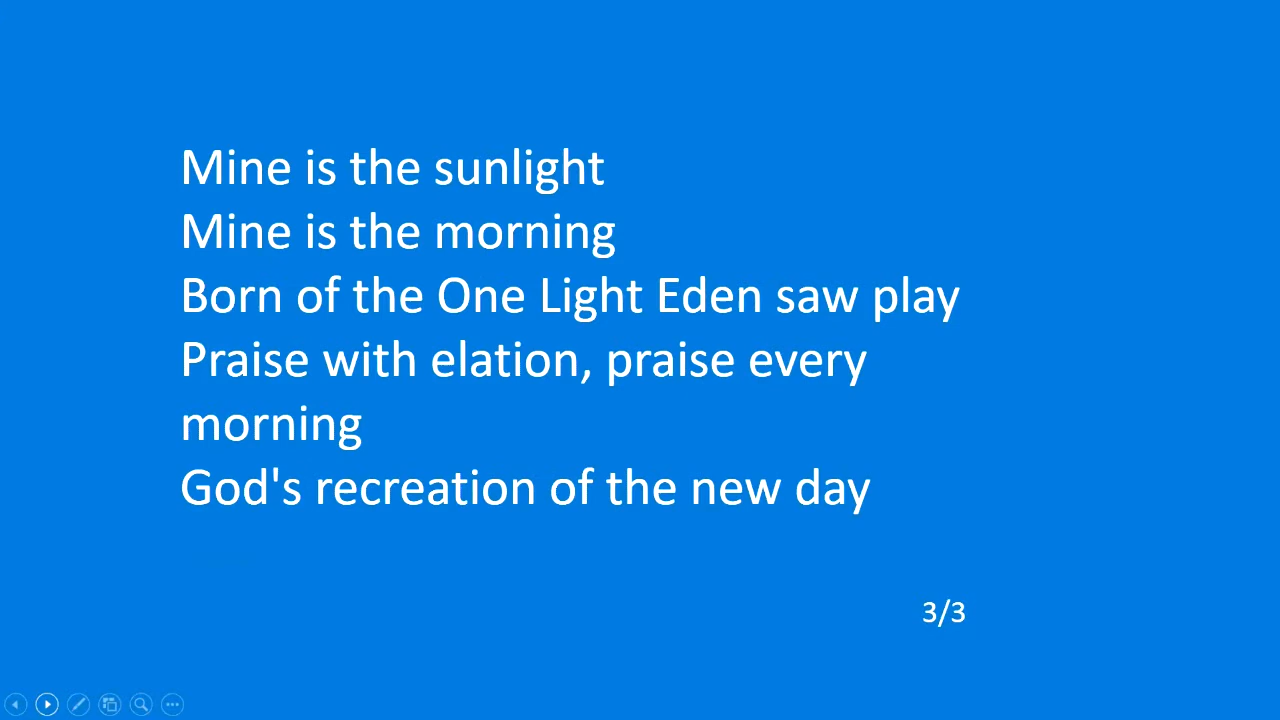 Mine is the sunlight
Mine is the morning
Born of the One Light Eden saw play
Praise with elation, praise every
morning
God's recreation of the new day
3/3